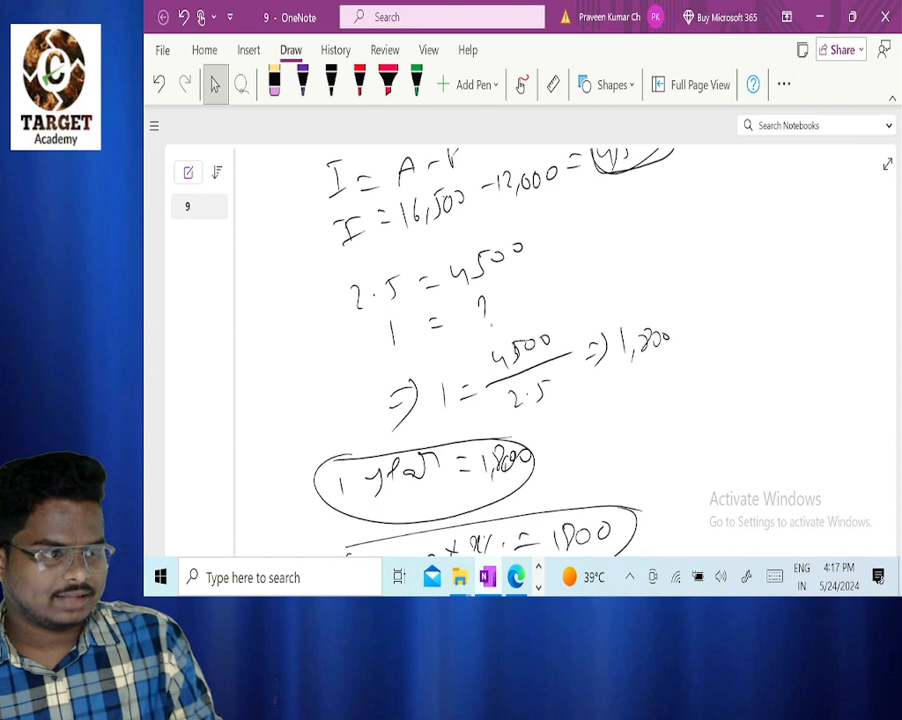 TARGET
Academy
9 - OneNote
Search
Praveen Kumar Ch
PK
Buy Microsoft 365
File Home Insert Draw History Review View Help
Share
Add Pen
Shapes
Full Page View
Search Notebooks
9
I = A - P
I = 16,500 - 12,000 =
2.5 = 4500
1 = ?
=> 1 = 4500 / 2.5 => 1,800
1 year = 1,800
= 1800
Activate Windows
Go to Settings to activate Windows.
Type here to search
39°C
ENG
IN
4:17 PM
5/24/2024